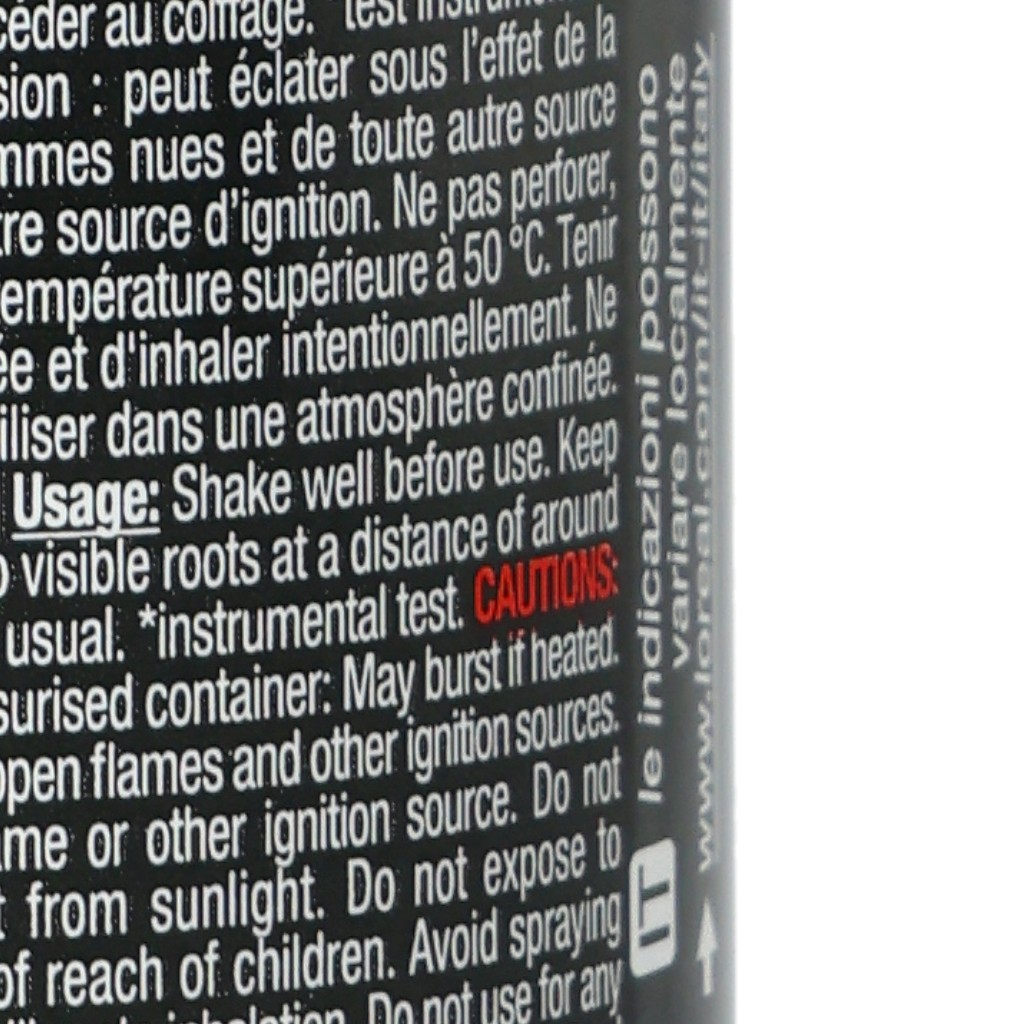 céder au coiffage. *test
sion : peut éclater sous l'effet de la
mmes nues et de toute autre source
tre source d'ignition. Ne pas perforer,
empérature supérieure à 50 °C. Tenir
ée et d'inhaler intentionnellement. Ne
iliser dans une atmosphère confinée.
Usage: Shake well before use. Keep
visible roots at a distance of around
usual. *instrumental test. CAUTIONS:
surised container: May burst if heated.
open flames and other ignition sources.
ame or other ignition source. Do not
t from sunlight. Do not expose to
of reach of children. Avoid spraying
inhalation. Do not use for any
IT le indicazioni possono
variare localmente
www.loreal.com/it-it/italy